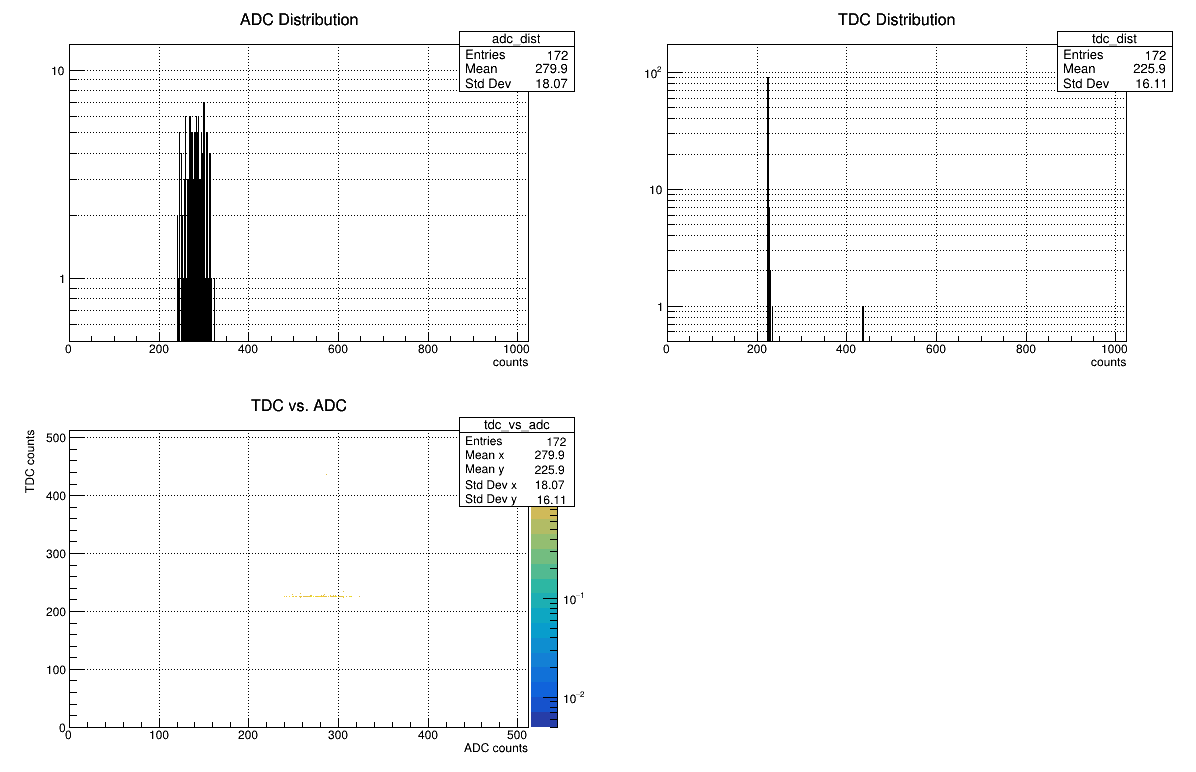 ADC Distribution
adc_dist
Entries 172
Mean 279.9
Std Dev 18.07
10
1
0 200 400 600 800 1000
counts
TDC Distribution
tdc_dist
Entries 172
Mean 225.9
Std Dev 16.11
10²
10
1
0 200 400 600 800 1000
counts
TDC vs. ADC
tdc_vs_adc
Entries 172
Mean x 279.9
Mean y 225.9
Std Dev x 18.07
Std Dev y 16.11
TDC counts
500
400
300
200
100
0
0 100 200 300 400 500
ADC counts
10⁻¹
10⁻²